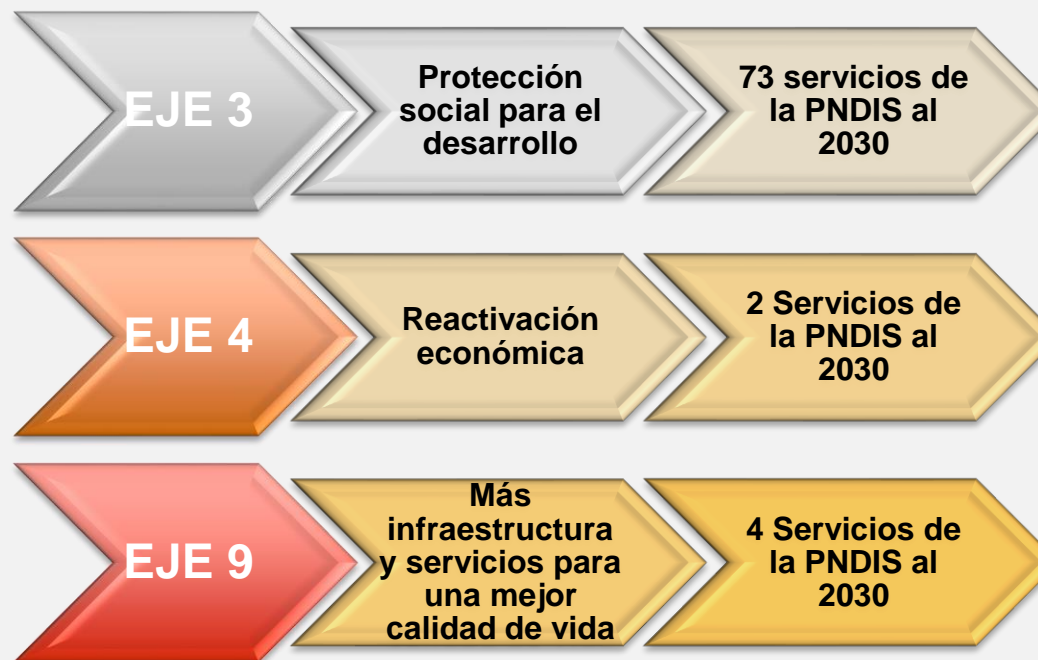 EJE 3
Protección
social para el
desarrollo
73 servicios de
la PNDIS al
2030
EJE 4
Reactivación
económica
2 Servicios de
la PNDIS al
2030
EJE 9
Más
infraestructura
y servicios para
una mejor
calidad de vida
4 Servicios de
la PNDIS al
2030